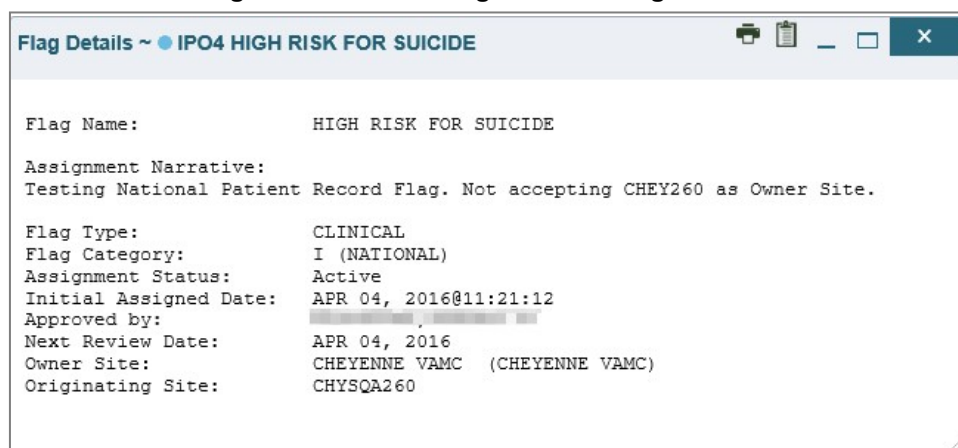 Flag Details ~ IPO4 HIGH RISK FOR SUICIDE
Flag Name: HIGH RISK FOR SUICIDE
Assignment Narrative:
Testing National Patient Record Flag. Not accepting CHEY260 as Owner Site.
Flag Type: CLINICAL
Flag Category: I (NATIONAL)
Assignment Status: Active
Initial Assigned Date: APR 04, 2016@11:21:12
Approved by:
Next Review Date: APR 04, 2016
Owner Site: CHEYENNE VAMC (CHEYENNE VAMC)
Originating Site: CHYSQA260